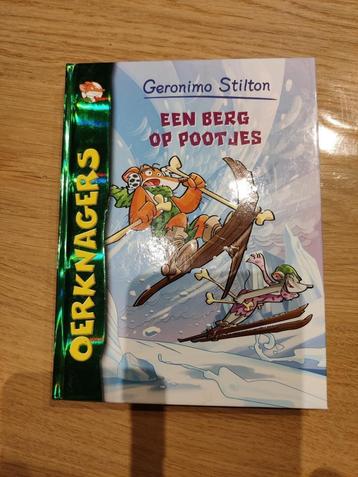 Geronimo Stilton
EEN BERG
OP POOTJES
OERKNAGERS